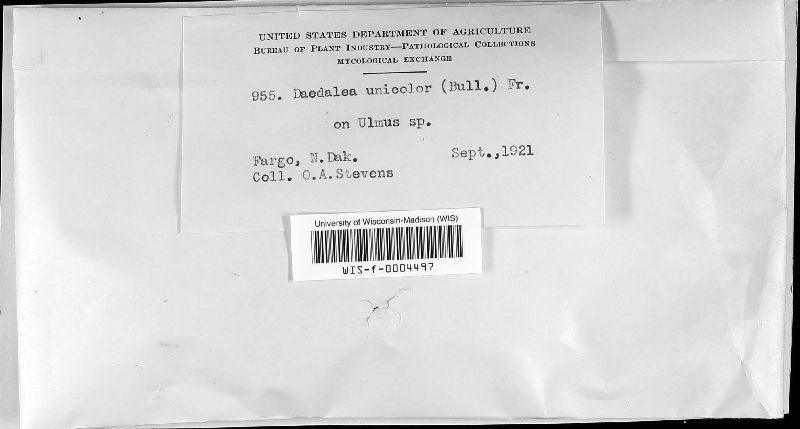 UNITED STATES DEPARTMENT OF AGRICULTURE
BUREAU OF PLANT INDUSTRY—PATHOLOGICAL COLLECTIONS
MYCOLOGICAL EXCHANGE
955. Daedalea unicolor (Bull.) Fr.
on Ulmus sp.
Fargo, N.Dak. Sept.,1921
Coll. O.A.Stevens
University of Wisconsin-Madison (WIS)
WIS-f-0004497